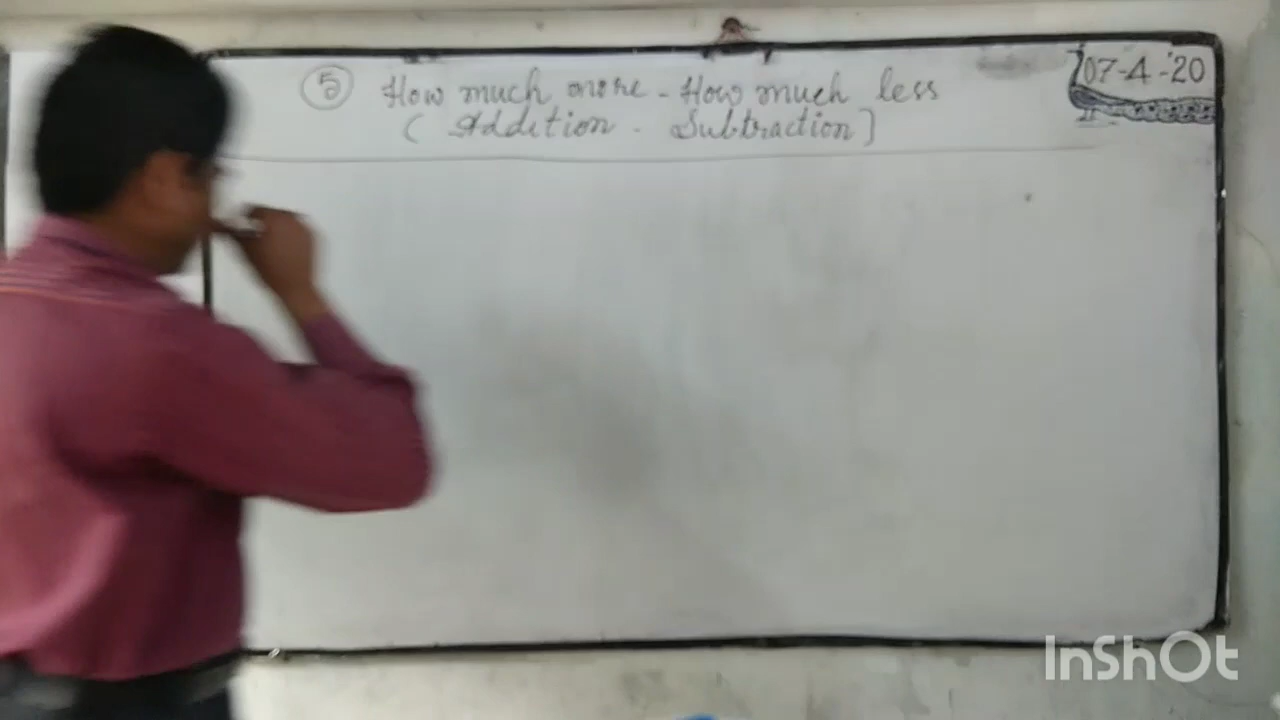 ⑤ How much more - How much less
07-4-'20
( Addition - Subtraction ]
InShOt